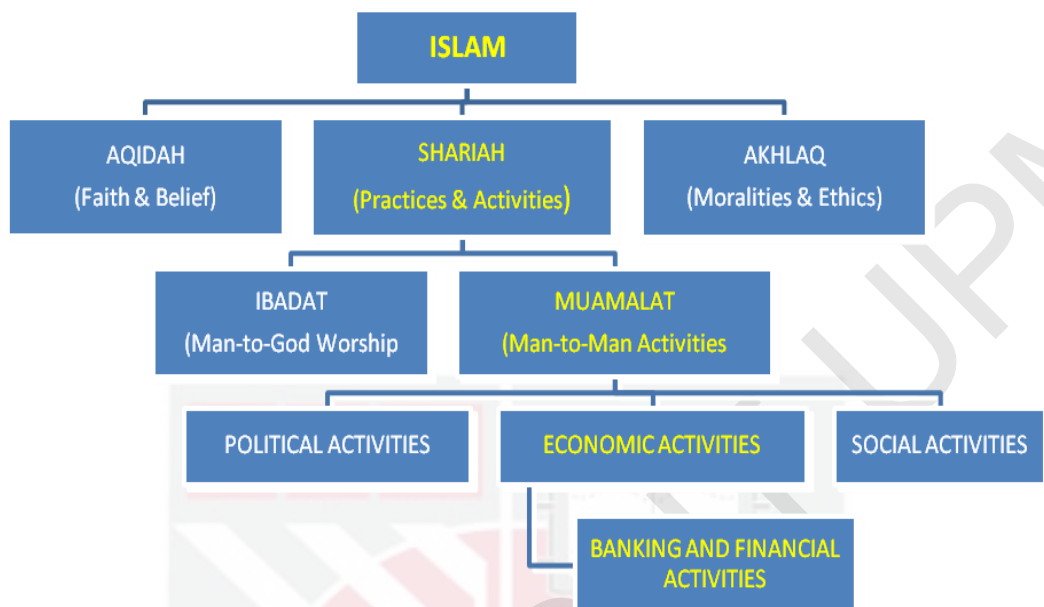 ISLAM
AQIDAH
(Faith & Belief)
SHARIAH
(Practices & Activities)
AKHLAQ
(Moralities & Ethics)
IBADAT
(Man-to-God Worship
MUAMALAT
(Man-to-Man Activities
POLITICAL ACTIVITIES
ECONOMIC ACTIVITIES
SOCIAL ACTIVITIES
BANKING AND FINANCIAL
ACTIVITIES
UPM